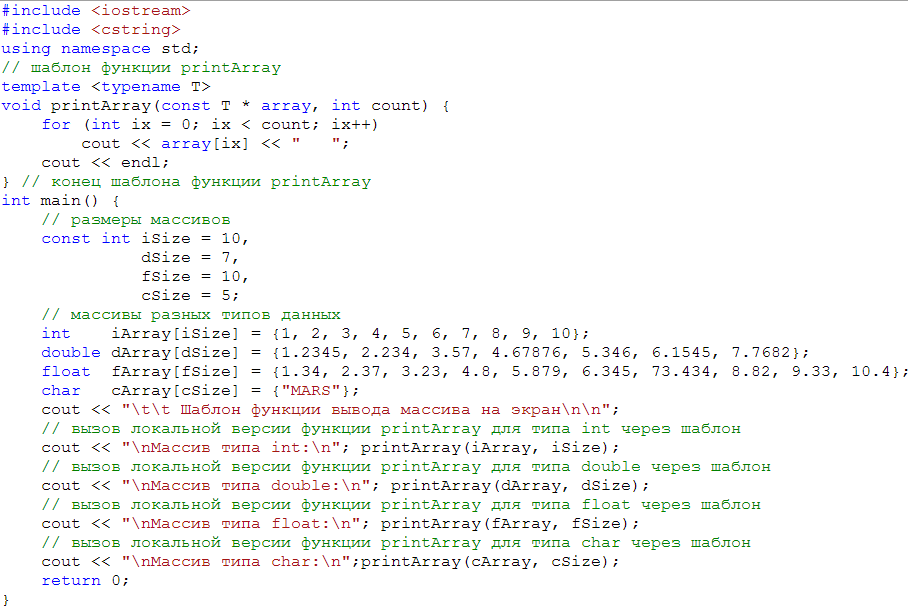 #include <iostream>
#include <cstring>
using namespace std;
// шаблон функции printArray
template <typename T>
void printArray(const T * array, int count) {
    for (int ix = 0; ix < count; ix++)
        cout << array[ix] << "   ";
    cout << endl;
} // конец шаблона функции printArray
int main() {
    // размеры массивов
    const int iSize = 10,
              dSize = 7,
              fSize = 10,
              cSize = 5;
    // массивы разных типов данных
    int    iArray[iSize] = {1, 2, 3, 4, 5, 6, 7, 8, 9, 10};
    double dArray[dSize] = {1.2345, 2.234, 3.57, 4.67876, 5.346, 6.1545, 7.7682};
    float  fArray[fSize] = {1.34, 2.37, 3.23, 4.8, 5.879, 6.345, 73.434, 8.82, 9.33, 10.4};
    char   cArray[cSize] = {"MARS"};
    cout << "\t\t Шаблон функции вывода массива на экран\n\n";
    // вызов локальной версии функции printArray для типа int через шаблон
    cout << "\nМассив типа int:\n"; printArray(iArray, iSize);
    // вызов локальной версии функции printArray для типа double через шаблон
    cout << "\nМассив типа double:\n"; printArray(dArray, dSize);
    // вызов локальной версии функции printArray для типа float через шаблон
    cout << "\nМассив типа float:\n"; printArray(fArray, fSize);
    // вызов локальной версии функции printArray для типа char через шаблон
    cout << "\nМассив типа char:\n";printArray(cArray, cSize);
    return 0;
}